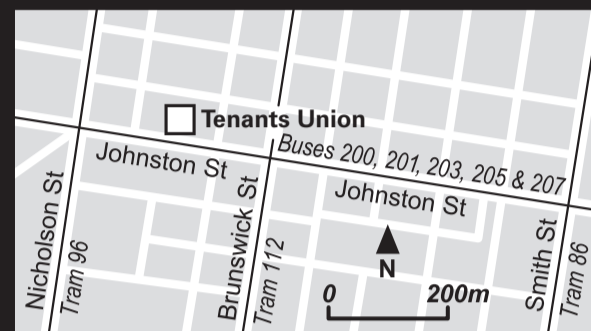 Tenants Union
Buses 200, 201, 203, 205 & 207
Johnston St
Johnston St
Nicholson St
Tram 96
Brunswick St
Tram 112
Smith St
Tram 86
N
0 200m